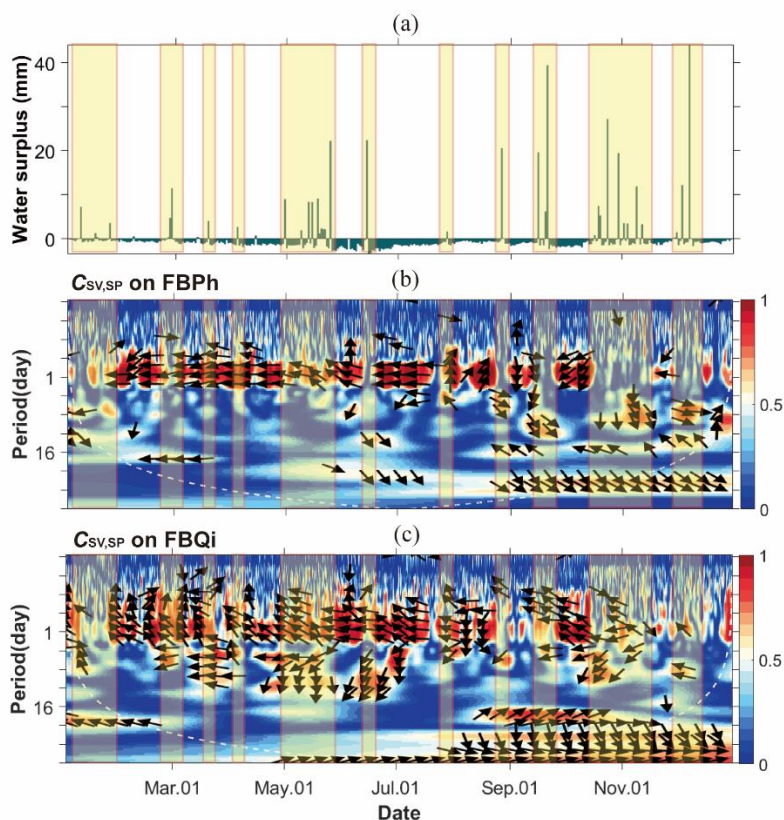 (a)
Water surplus (mm)
40
20
0
(b)
CSV,SP on FBPh
Period(day)
1
16
1
0.5
0
(c)
CSV,SP on FBQi
Period(day)
1
16
1
0.5
0
Mar.01 May.01 Jul.01 Sep.01 Nov.01
Date